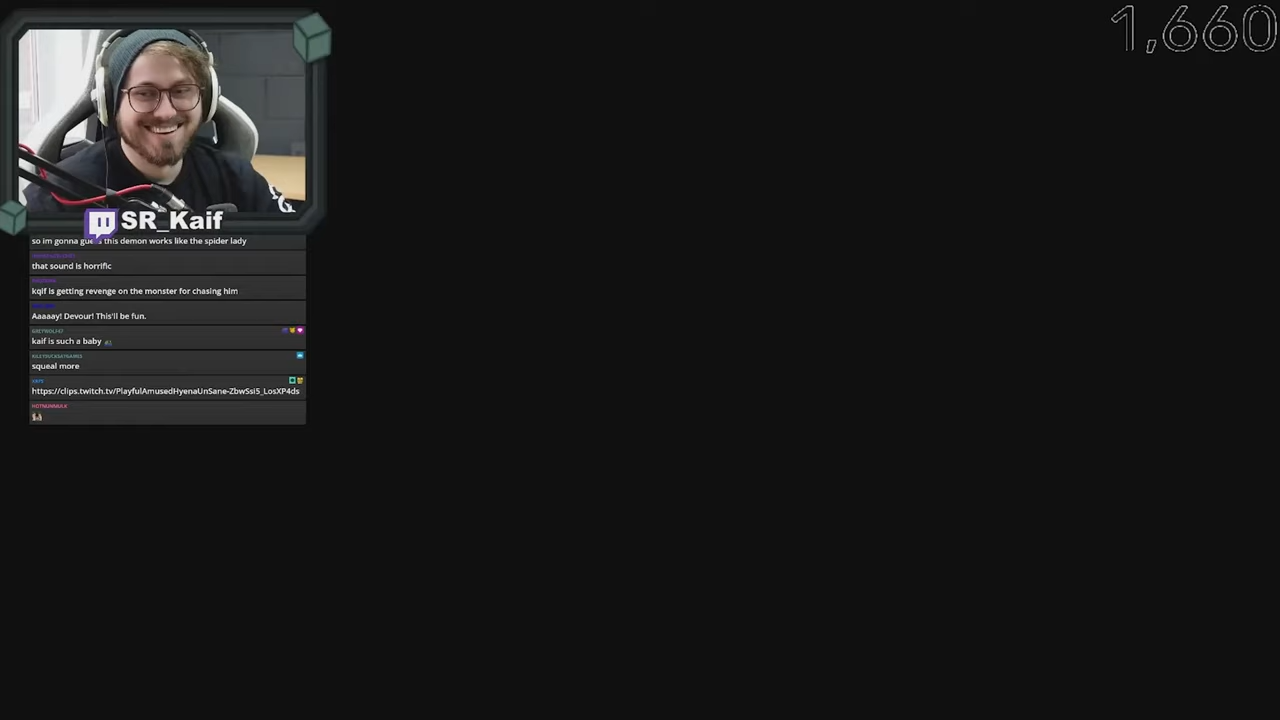 1,660
SR_Kaif
so im gonna gue s this demon works like the spider lady
that sound is horrific
kqif is getting revenge on the monster for chasing him
Aaaaay! Devour! This'll be fun.
kaif is such a baby
squeal more
https://clips.twitch.tv/PlayfulAmusedHyenaUnSane-ZbwSsi5_LosXP4ds